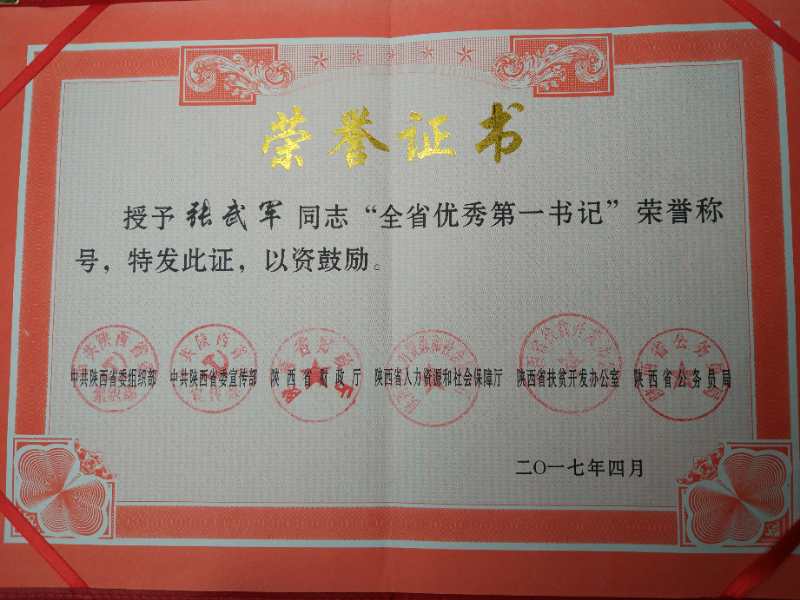 荣誉证书
授予 张武军 同志“全省优秀第一书记”荣誉称
号，特发此证，以资鼓励。
中共陕西省委组织部 中共陕西省委宣传部 陕西省财政厅 陕西省人力资源和社会保障厅 陕西省扶贫开发办公室 陕西省公务员局
二〇一七年四月